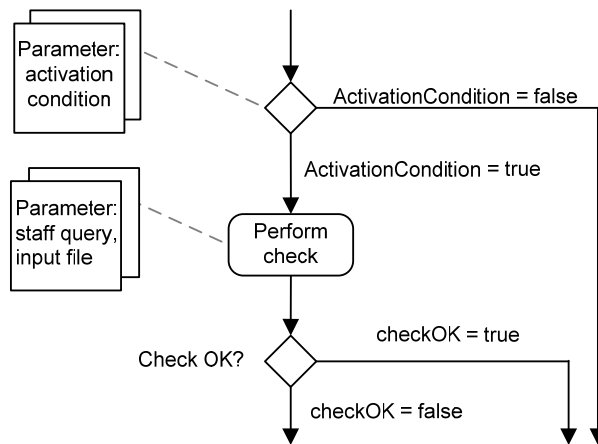 Parameter:
activation
condition
ActivationCondition = false
ActivationCondition = true
Parameter:
staff query,
input file
Perform
check
Check OK?
checkOK = true
checkOK = false